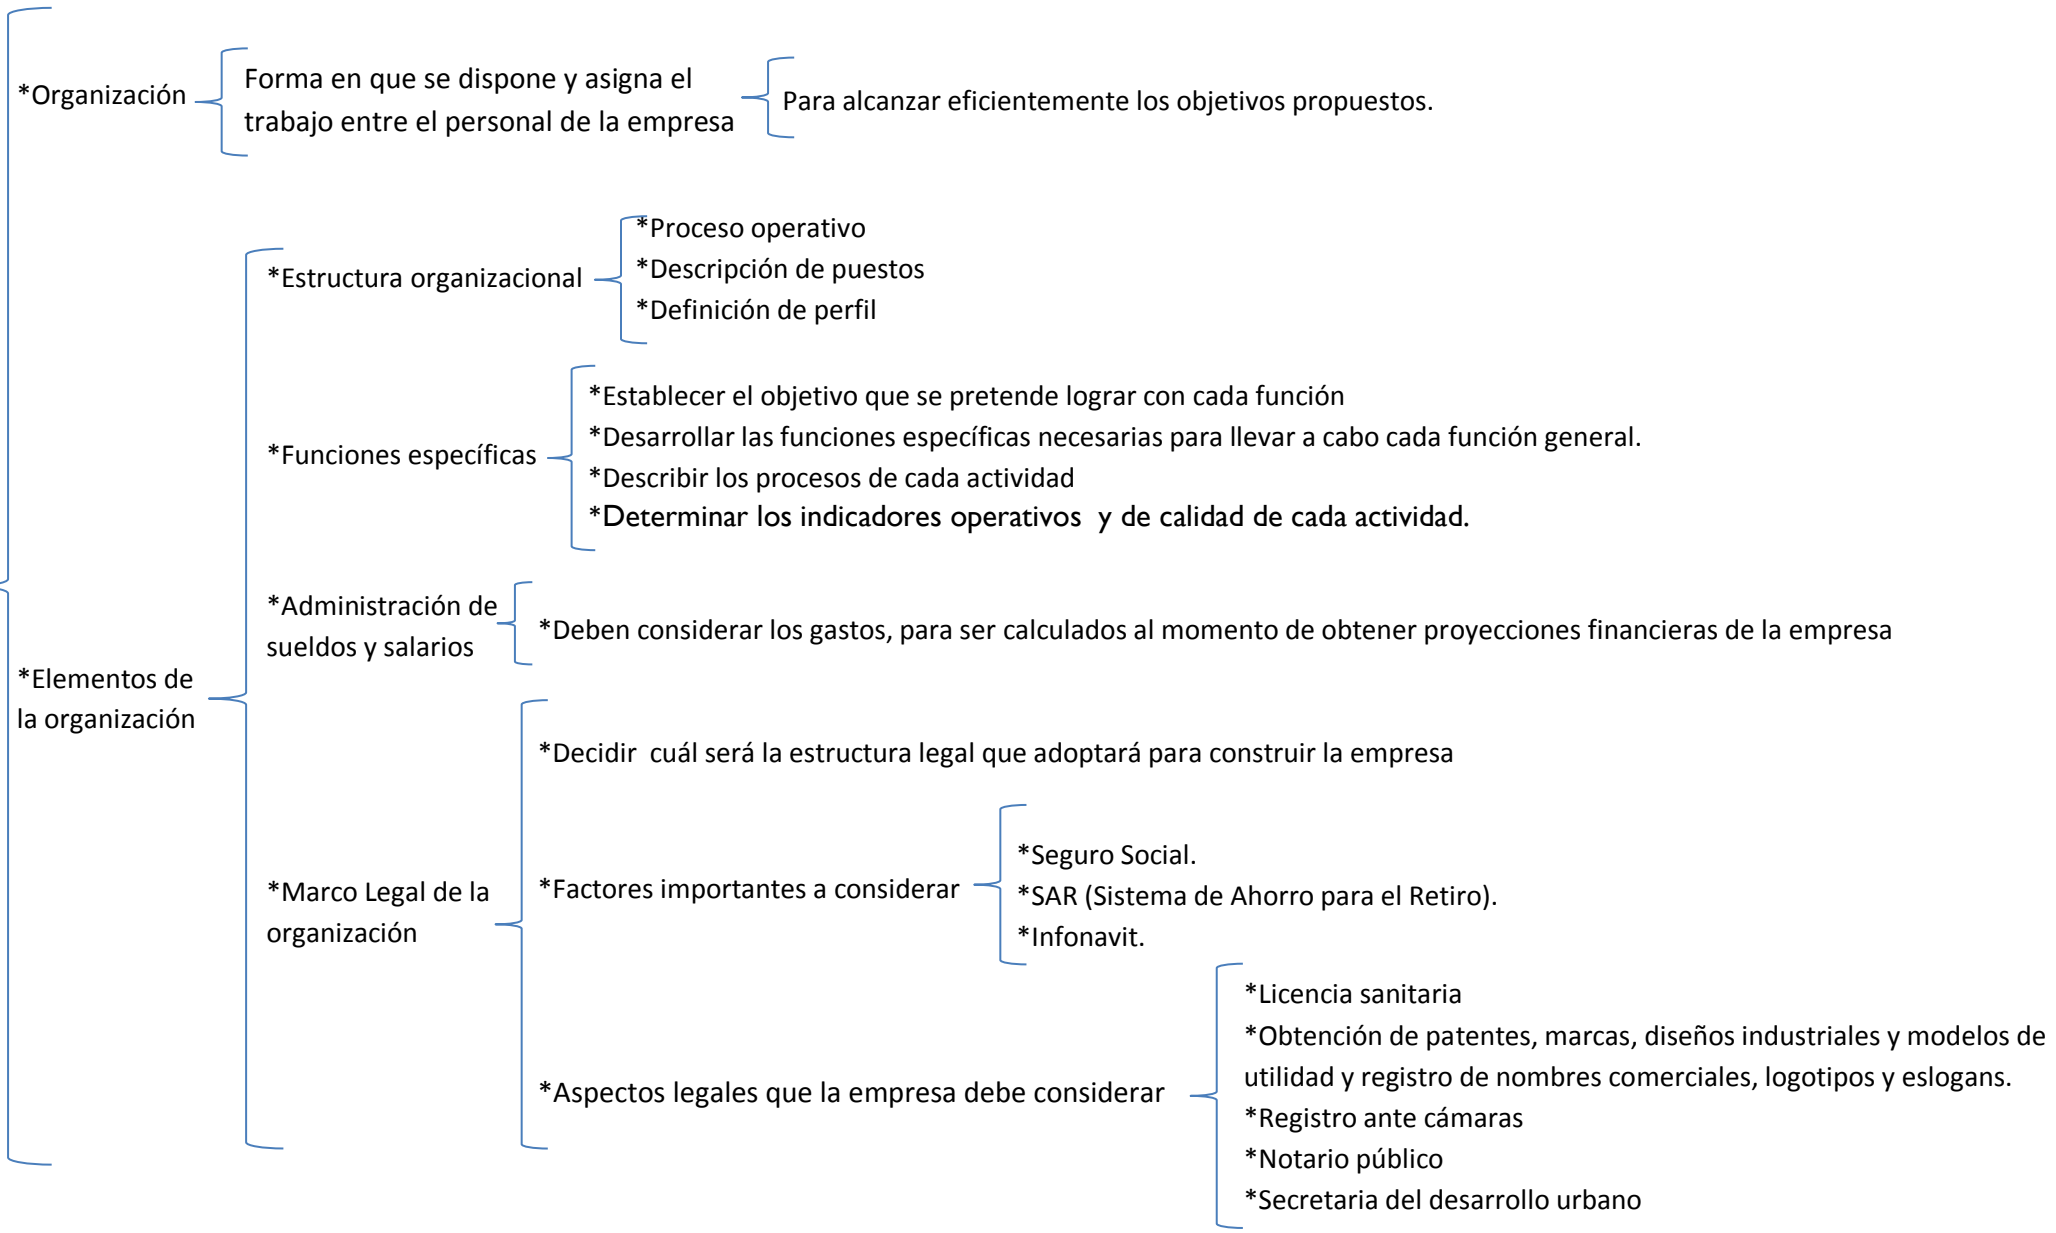 *Organización
Forma en que se dispone y asigna el
trabajo entre el personal de la empresa
Para alcanzar eficientemente los objetivos propuestos.
*Elementos de
la organización
*Estructura organizacional
*Proceso operativo
*Descripción de puestos
*Definición de perfil
*Funciones específicas
*Establecer el objetivo que se pretende lograr con cada función
*Desarrollar las funciones específicas necesarias para llevar a cabo cada función general.
*Describir los procesos de cada actividad
*Determinar los indicadores operativos  y de calidad de cada actividad.
*Administración de
sueldos y salarios
*Deben considerar los gastos, para ser calculados al momento de obtener proyecciones financieras de la empresa
*Marco Legal de la
organización
*Decidir  cuál será la estructura legal que adoptará para construir la empresa
*Factores importantes a considerar
*Seguro Social.
*SAR (Sistema de Ahorro para el Retiro).
*Infonavit.
*Aspectos legales que la empresa debe considerar
*Licencia sanitaria
*Obtención de patentes, marcas, diseños industriales y modelos de
utilidad y registro de nombres comerciales, logotipos y eslogans.
*Registro ante cámaras
*Notario público
*Secretaria del desarrollo urbano